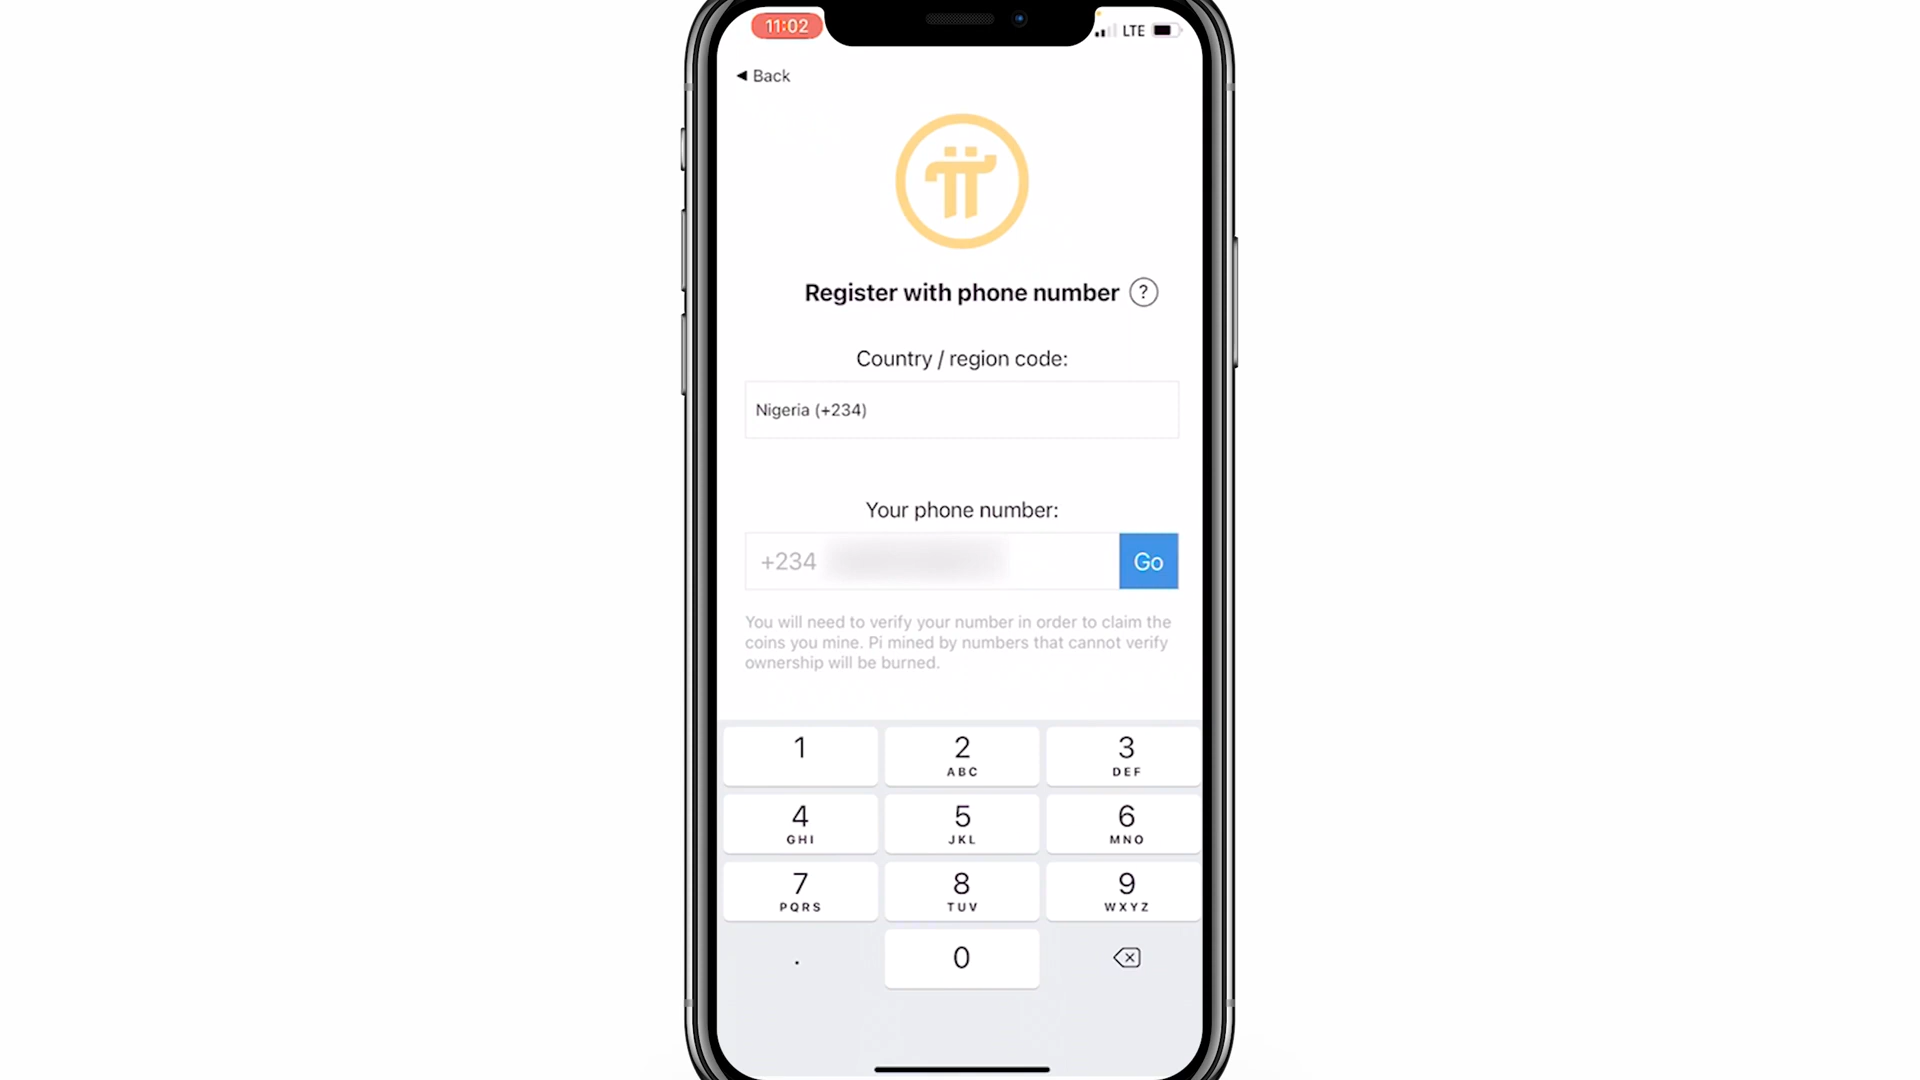 11:02
LTE
◀ Back
Register with phone number ?
Country / region code:
Nigeria (+234)
Your phone number:
+234
Go
You will need to verify your number in order to claim the
coins you mine. Pi mined by numbers that cannot verify
ownership will be burned.
1
2
3
ABC
DEF
4
5
6
GHI
JKL
MNO
7
8
9
PQRS
TUV
WXYZ
.
0